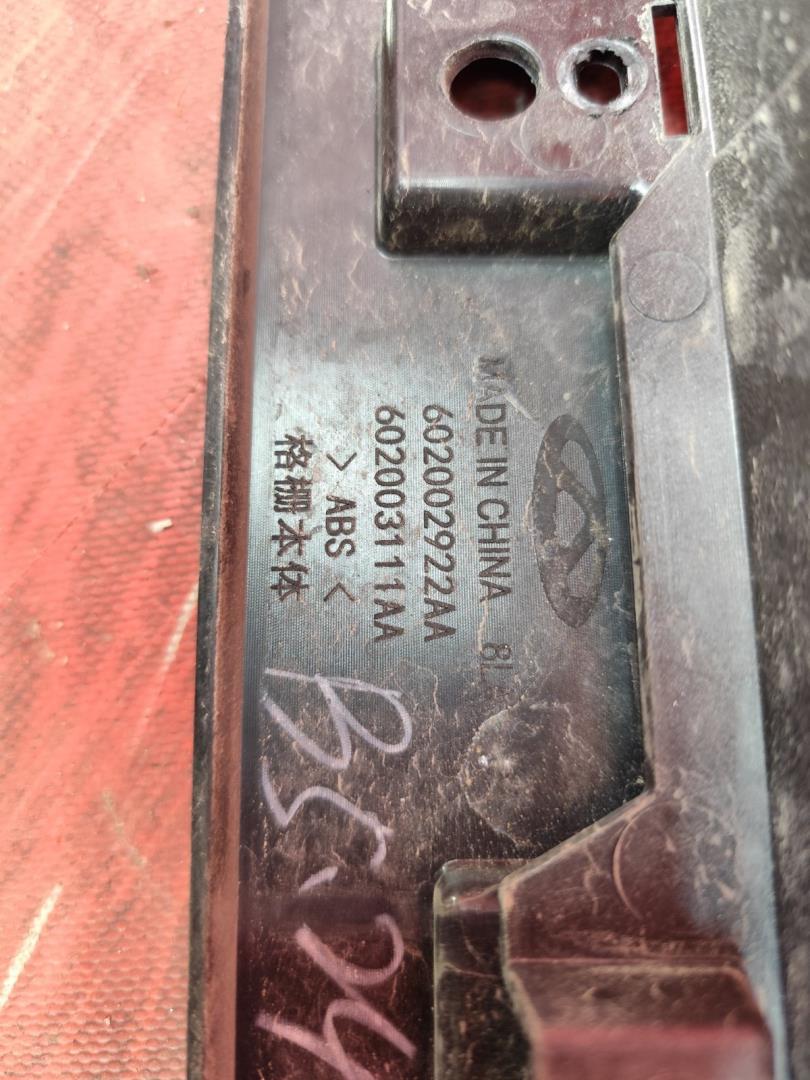 MADE IN CHINA 8L
602002922AA
602003111AA
> ABS <
格栅本体